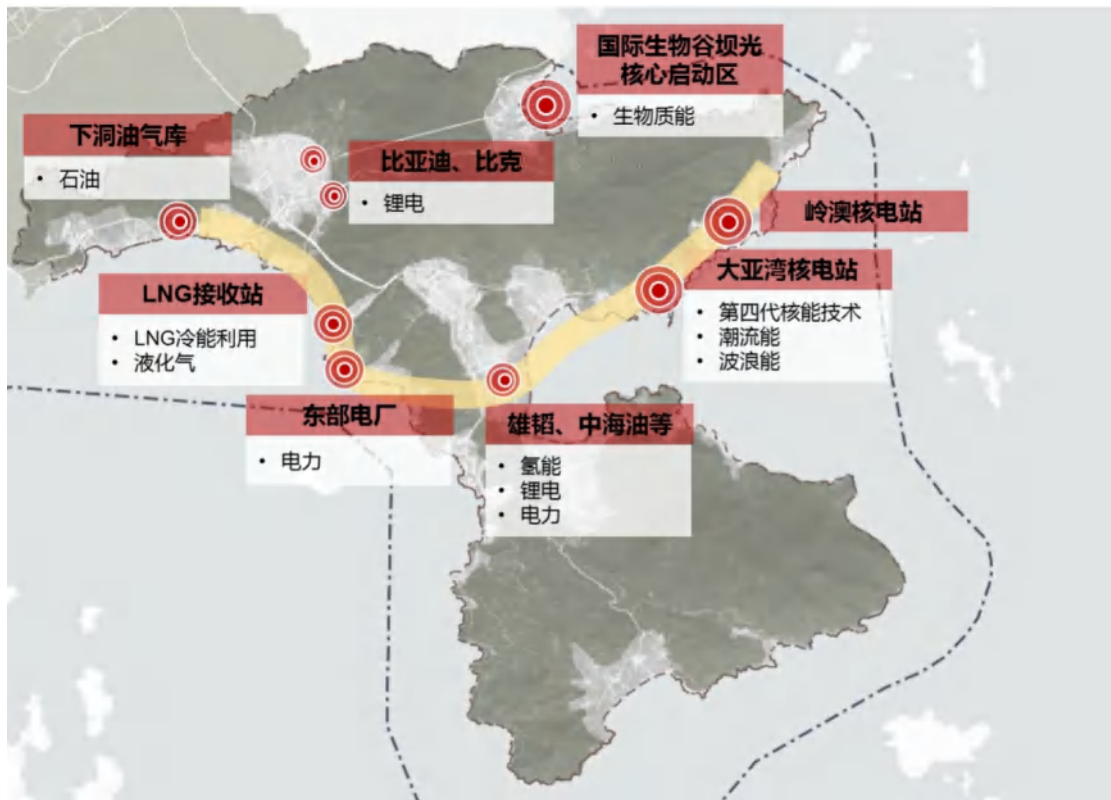 国际生物谷坝光
核心启动区
• 生物质能
下洞油气库
• 石油
比亚迪、比克
• 锂电
岭澳核电站
大亚湾核电站
• 第四代核能技术
• 潮流能
• 波浪能
LNG接收站
• LNG冷能利用
• 液化气
东部电厂
• 电力
雄韬、中海油等
• 氢能
• 锂电
• 电力